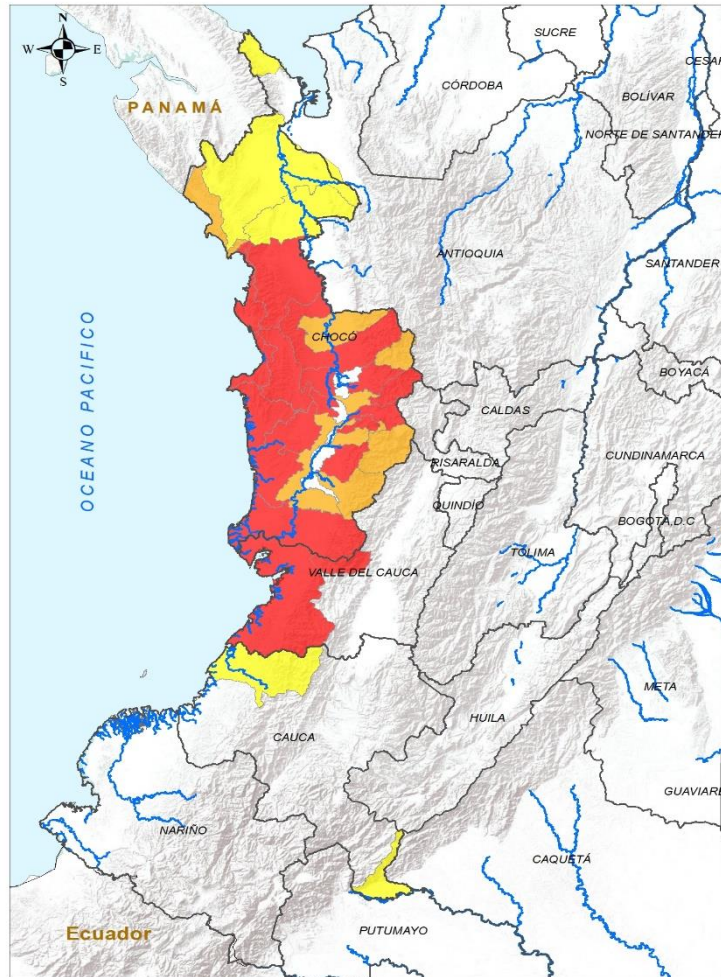 N
W E
S
SUCRE
CESAR
CÓRDOBA
BOLÍVAR
PANAMÁ
NORTE DE SANTANDER
ANTIOQUIA
SANTANDER
OCEANO PACIFICO
CHOCÓ
BOYACÁ
CALDAS
CUNDINAMARCA
RISARALDA
QUINDÍO
BOGOTÁ, D.C
TOLIMA
VALLE DEL CAUCA
META
HUILA
CAUCA
GUAVIARE
NARIÑO
CAQUETÁ
PUTUMAYO
Ecuador